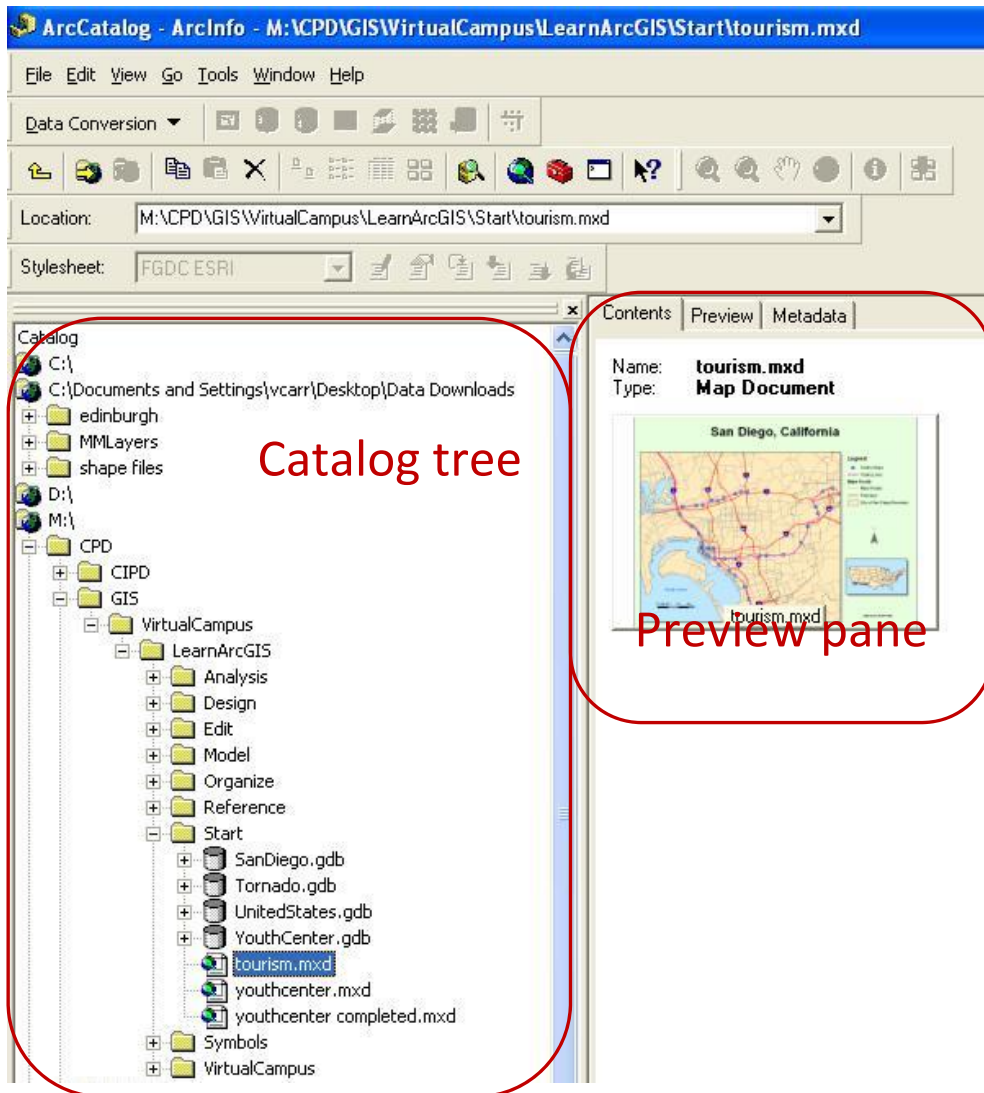 ArcCatalog - ArcInfo - M:\CPD\GIS\VirtualCampus\LearnArcGIS\Start\tourism.mxd
File Edit View Go Tools Window Help
Data Conversion
Location: M:\CPD\GIS\VirtualCampus\LearnArcGIS\Start\tourism.mxd
Stylesheet: FGDC ESRI
Catalog
C:\
C:\Documents and Settings\vcarr\Desktop\Data Downloads
edinburgh
MMLayers
shape files
D:\
M:\
CPD
CIPD
GIS
VirtualCampus
LearnArcGIS
Analysis
Design
Edit
Model
Organize
Reference
Start
SanDiego.gdb
Tornado.gdb
UnitedStates.gdb
YouthCenter.gdb
tourism.mxd
youthcenter.mxd
youthcenter completed.mxd
Symbols
VirtualCampus
Catalog tree
Contents Preview Metadata
Name: tourism.mxd
Type: Map Document
San Diego, California
Legend
tourism.mxd
Preview pane